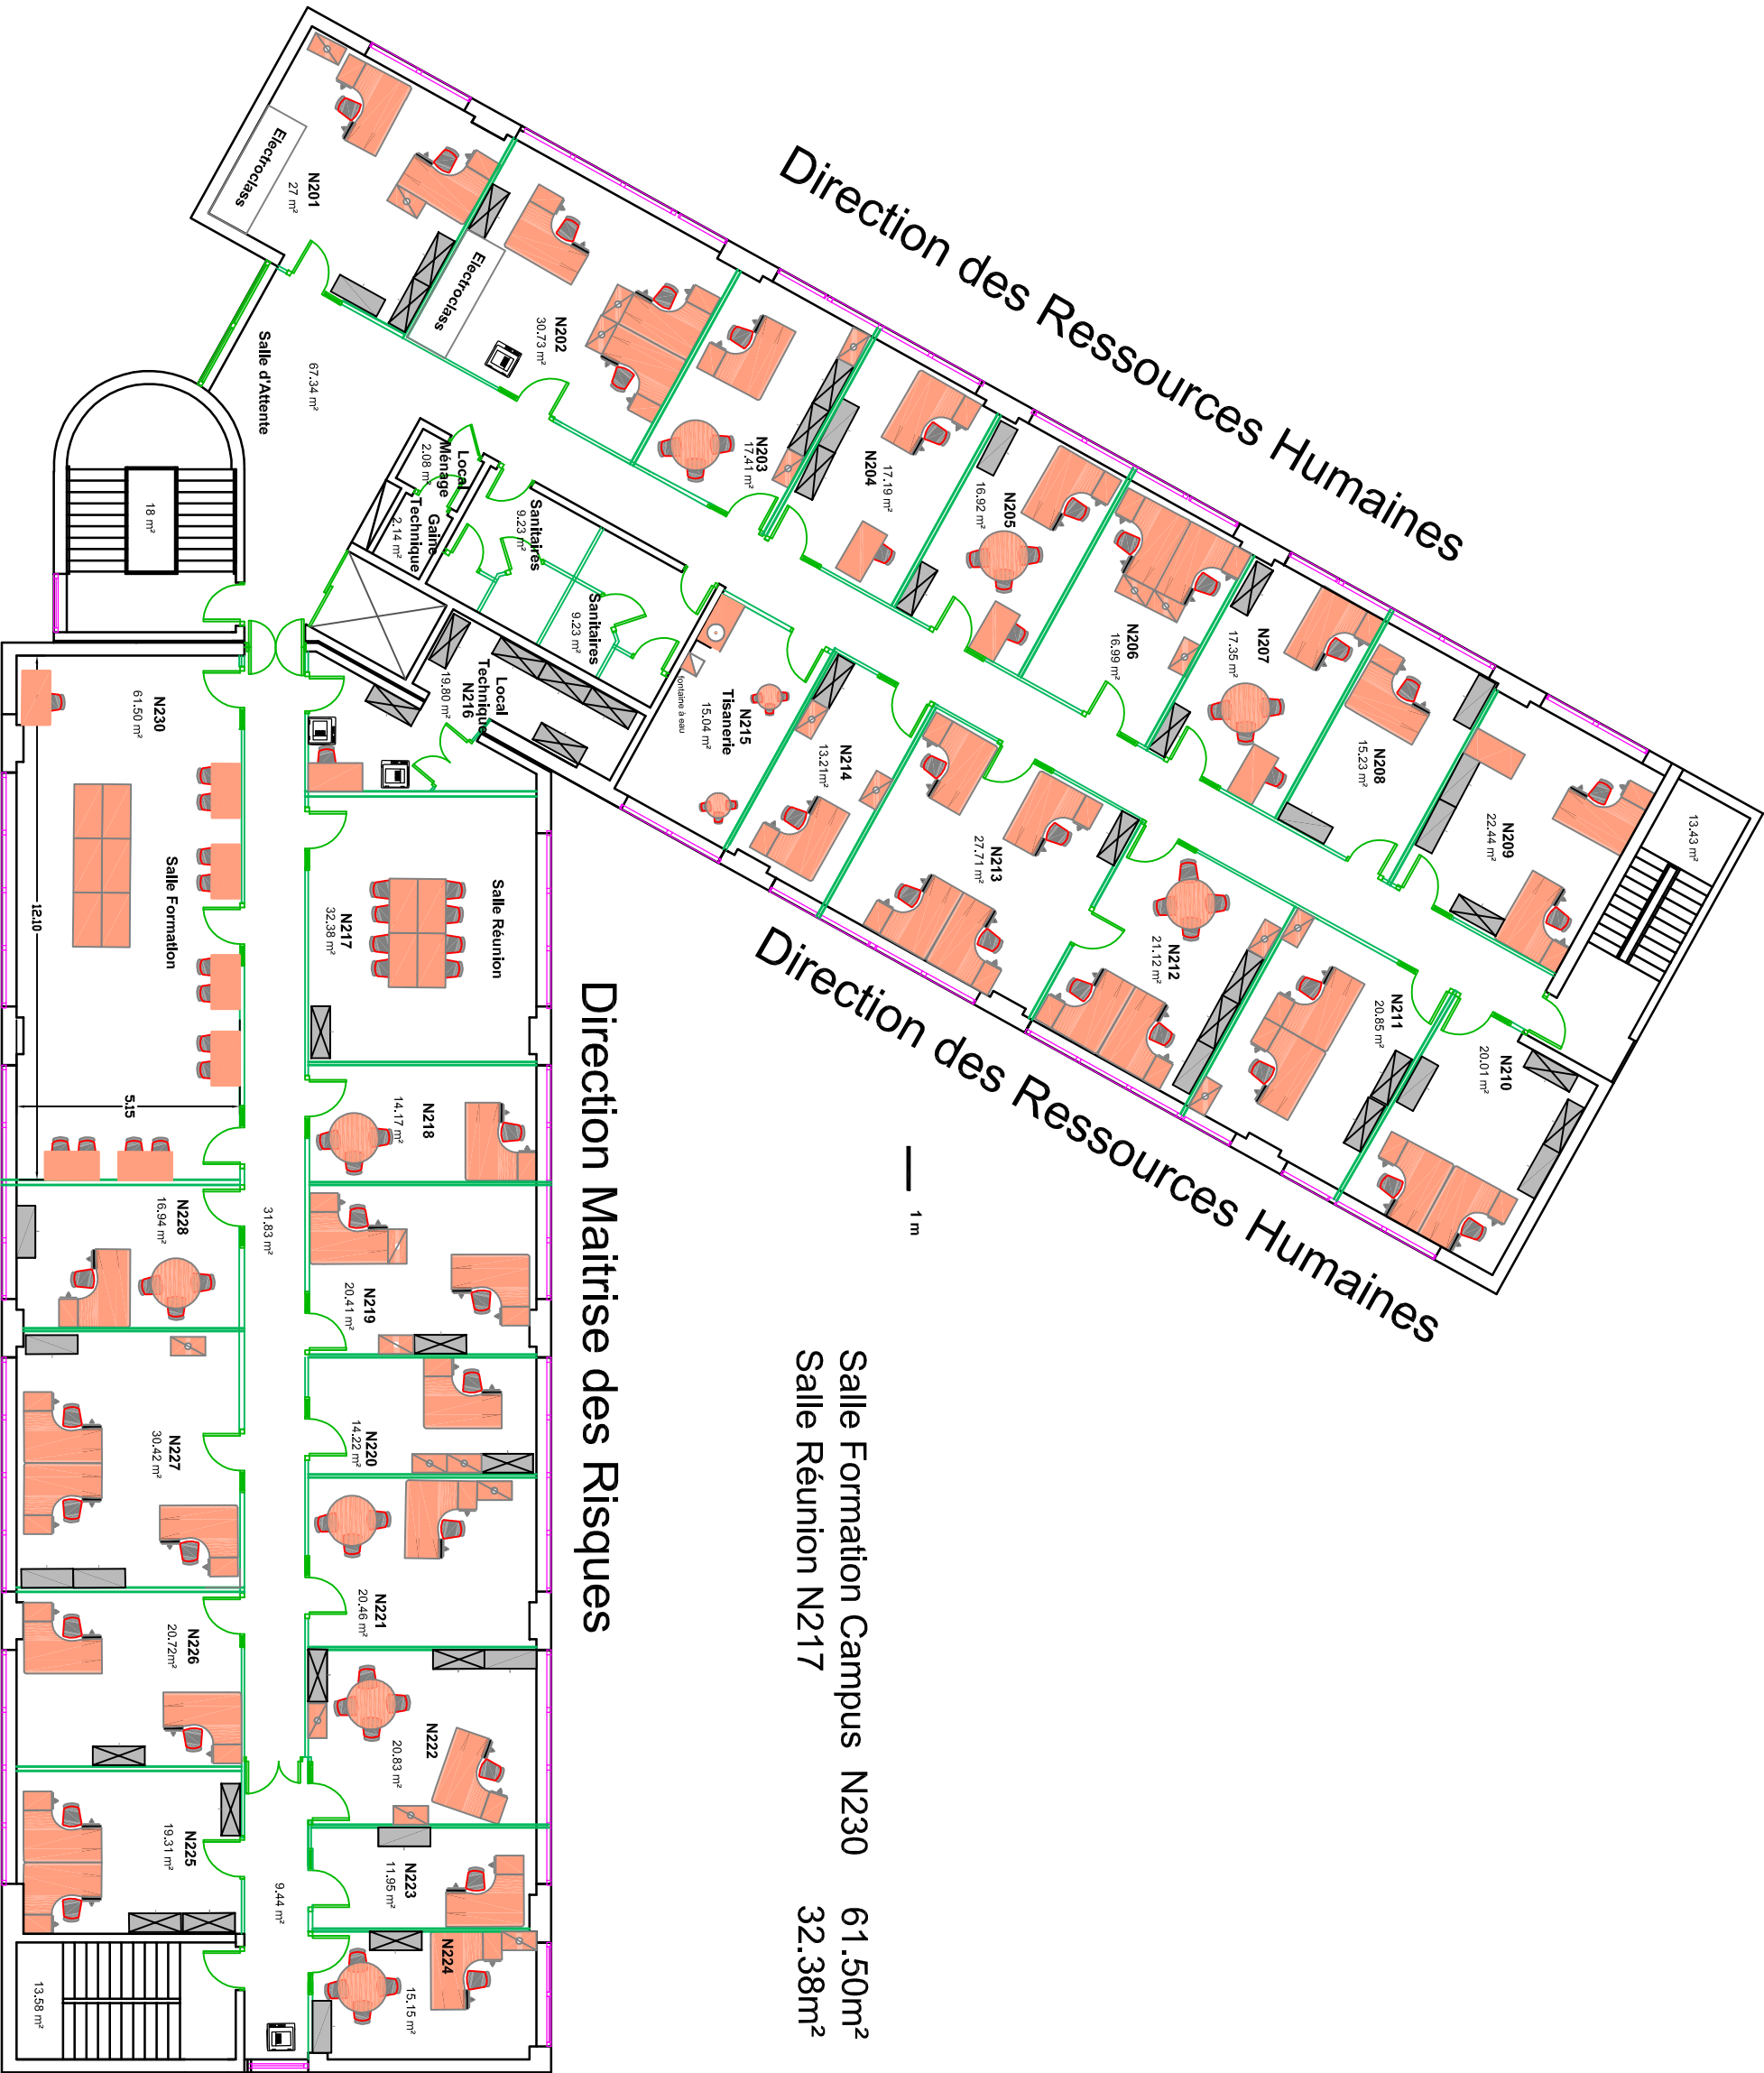 Direction des Ressources Humaines
Direction des Ressources Humaines
Direction Maitrise des Risques
Salle Formation Campus N230 61.50m²
Salle Réunion N217 32.38m²
1 m
N201
27 m²
Electroclass
N202
30.73 m²
Electroclass
N203
17.41 m²
N204
17.19 m²
N205
16.92 m²
N206
16.99 m²
N207
17.35 m²
N208
15.23 m²
N209
22.44 m²
13.43 m²
N210
20.01 m²
N211
20.85 m²
N212
21.12 m²
N213
27.71 m²
N214
13.21m²
N215
Tisanerie
15.04 m²
fontaine à eau
Sanitaires
9.23 m²
Sanitaires
9.23 m²
Local
Ménage
2.08 m²
Gaine
Technique
2.14 m²
Local
Technique
N216
19.80 m²
Salle d'Attente
67.34 m²
18 m²
N230
61.50 m²
Salle Formation
12.10
5.15
Salle Réunion
N217
32.38 m²
N218
14.17 m²
N219
20.41 m²
N220
14.22 m²
N221
20.46 m²
N222
20.83 m²
N223
11.95 m²
N224
15.15 m²
31.83 m²
9.44 m²
N228
16.94 m²
N227
30.42 m²
N226
20.72m²
N225
19.31 m²
13.58 m²